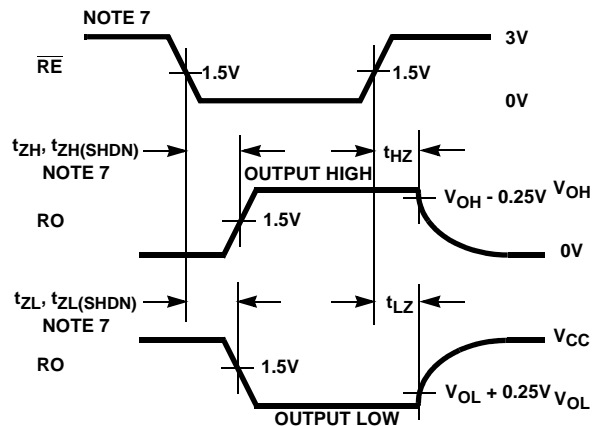 NOTE 7
RE
1.5V
1.5V
3V
0V
tZH, tZH(SHDN)
NOTE 7
OUTPUT HIGH
tHZ
RO
1.5V
VOH - 0.25V
VOH
0V
tZL, tZL(SHDN)
NOTE 7
tLZ
RO
1.5V
VCC
VOL + 0.25V
VOL
OUTPUT LOW